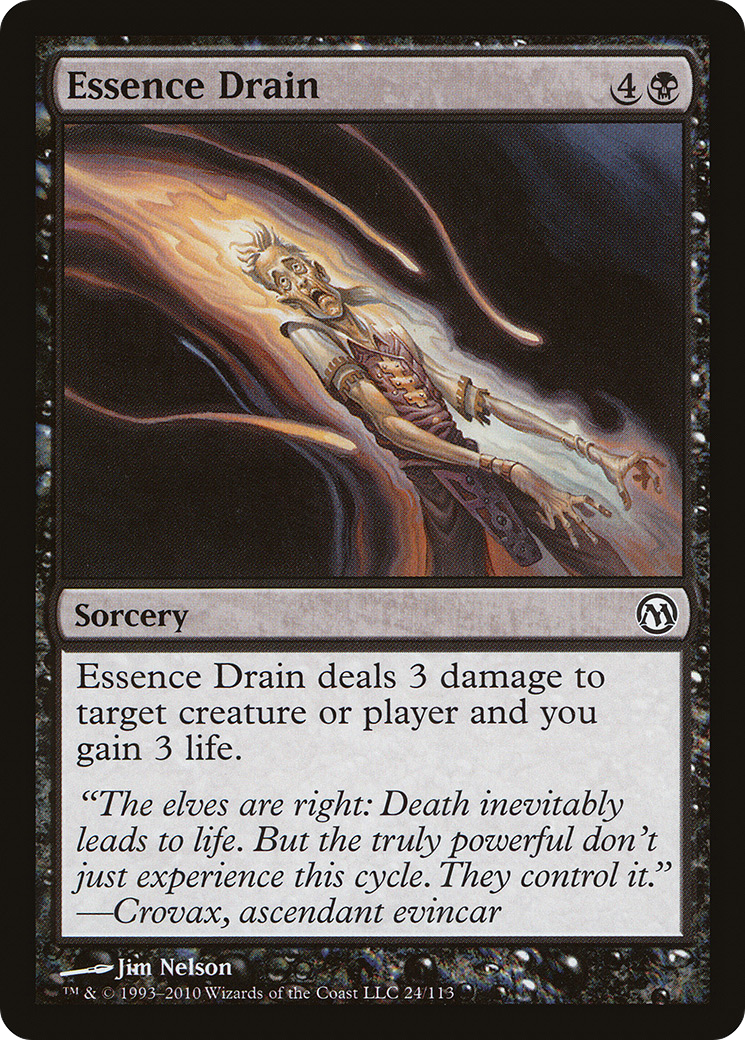 Essence Drain 4
Sorcery
Essence Drain deals 3 damage to
target creature or player and you
gain 3 life.
“The elves are right: Death inevitably
leads to life. But the truly powerful don’t
just experience this cycle. They control it.”
—Crovax, ascendant evincar
Jim Nelson
™ & © 1993–2010 Wizards of the Coast LLC 24/113